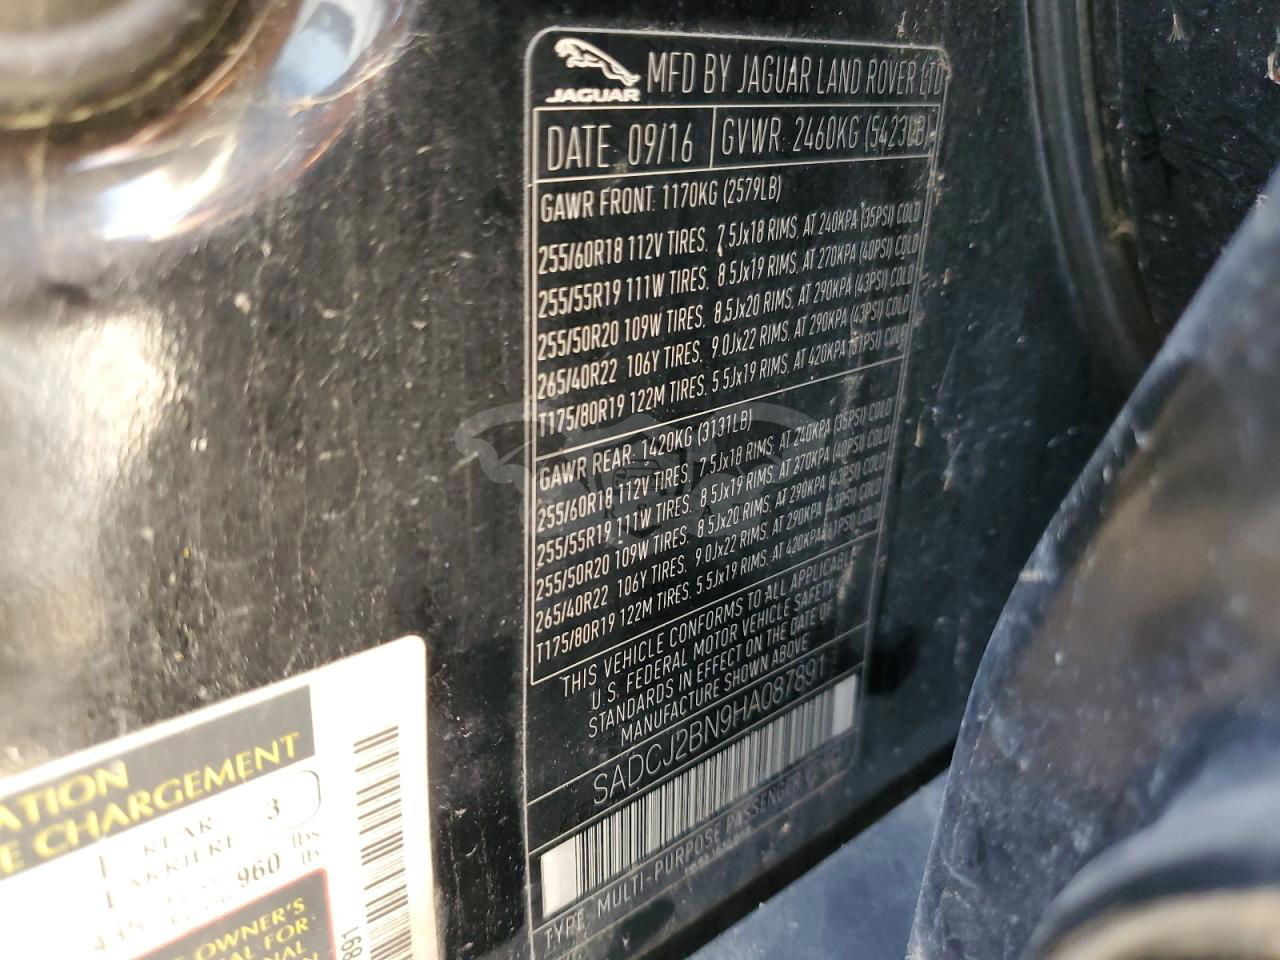 JAGUAR
MFD BY JAGUAR LAND ROVER LTD
DATE: 09/16
GVWR: 2460KG (5423LB)
GAWR FRONT: 1170KG (2579LB)
255/60R18 112V TIRES, 7.5Jx18 RIMS, AT 240KPA (35PSI) COLD
255/55R19 111W TIRES, 8.5Jx19 RIMS, AT 270KPA (40PSI) COLD
255/50R20 109W TIRES, 8.5Jx20 RIMS, AT 290KPA (43PSI) COLD
265/40R22 106Y TIRES, 9.0Jx22 RIMS, AT 290KPA (43PSI) COLD
T175/80R19 122M TIRES, 5.5Jx19 RIMS, AT 420KPA (61PSI) COLD
GAWR REAR: 1420KG (3131LB)
255/60R18 112V TIRES, 7.5Jx18 RIMS, AT 240KPA (35PSI) COLD
255/55R19 111W TIRES, 8.5Jx19 RIMS, AT 270KPA (40PSI) COLD
255/50R20 109W TIRES, 8.5Jx20 RIMS, AT 290KPA (43PSI) COLD
265/40R22 106Y TIRES, 9.0Jx22 RIMS, AT 290KPA (43PSI) COLD
T175/80R19 122M TIRES, 5.5Jx19 RIMS, AT 420KPA (61PSI) COLD
THIS VEHICLE CONFORMS TO ALL APPLICABLE
U.S. FEDERAL MOTOR VEHICLE SAFETY
STANDARDS IN EFFECT ON THE DATE OF
MANUFACTURE SHOWN ABOVE
SADCJ2BN9HA087891
TYPE: MULTI-PURPOSE PASSENGER VEHICLE
ATION
E CHARGEMENT
REAR 3
ARRIERE
960 lbs.
OWNER'S
FOR
891